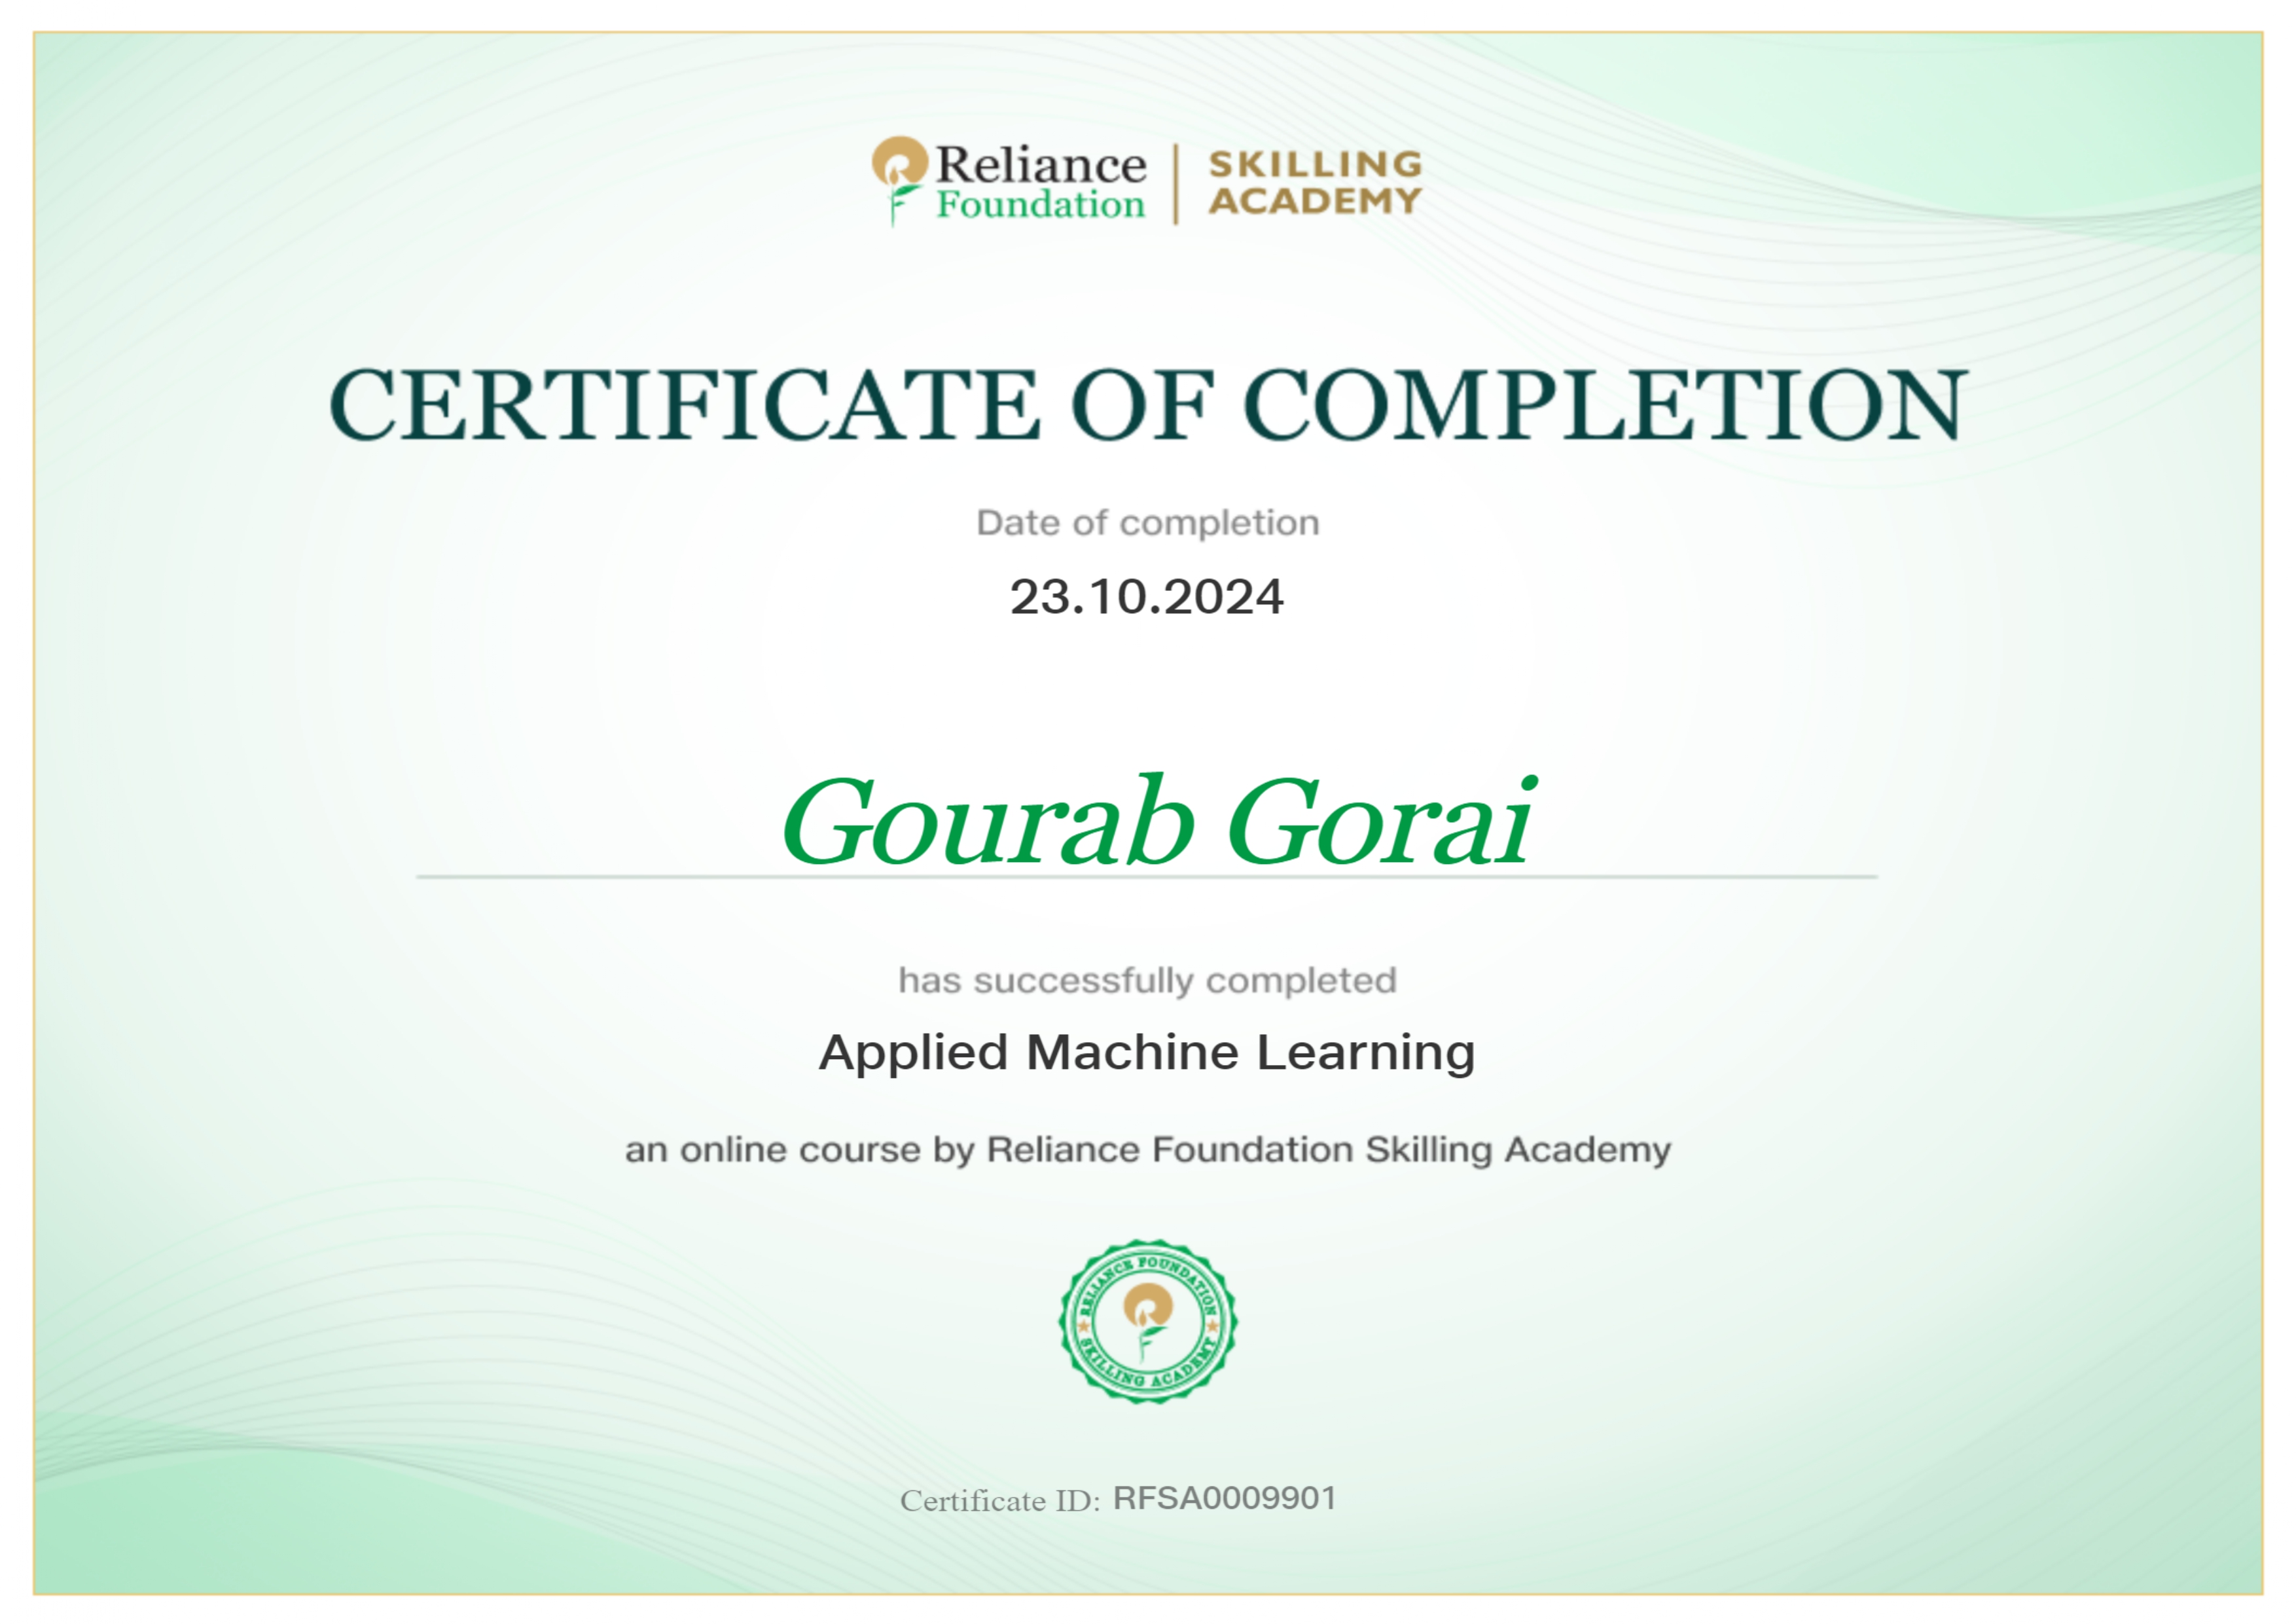 Reliance
Foundation
SKILLING
ACADEMY
CERTIFICATE OF COMPLETION
Date of completion
23.10.2024
Gourab Gorai
has successfully completed
Applied Machine Learning
an online course by Reliance Foundation Skilling Academy
RELIANCE FOUNDATION
SKILLING ACADEMY
Certificate ID: RFSA0009901